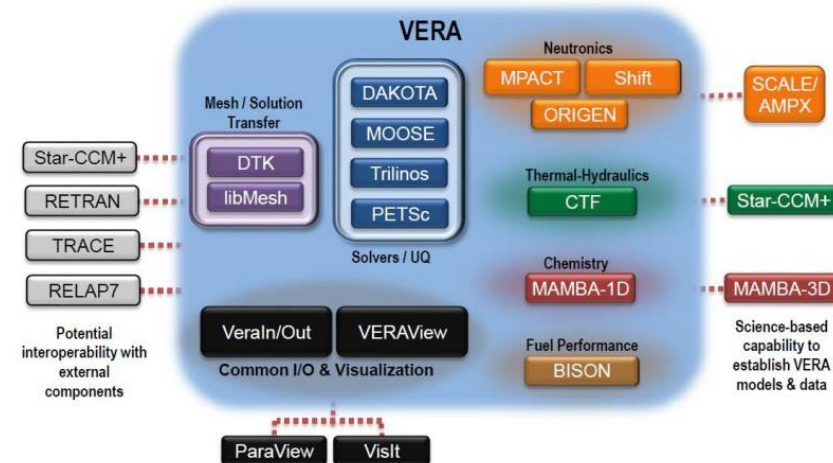 VERA
Mesh / Solution
Transfer
DTK
libMesh
DAKOTA
MOOSE
Trilinos
PETSc
Solvers / UQ
Neutronics
MPACT
Shift
ORIGEN
SCALE/
AMPX
Thermal-Hydraulics
CTF
Star-CCM+
Chemistry
MAMBA-1D
MAMBA-3D
Fuel Performance
BISON
Science-based
capability to
establish VERA
models & data
Star-CCM+
RETRAN
TRACE
RELAP7
Potential
interoperability with
external
components
VeraIn/Out
VERAView
Common I/O & Visualization
ParaView
VisIt